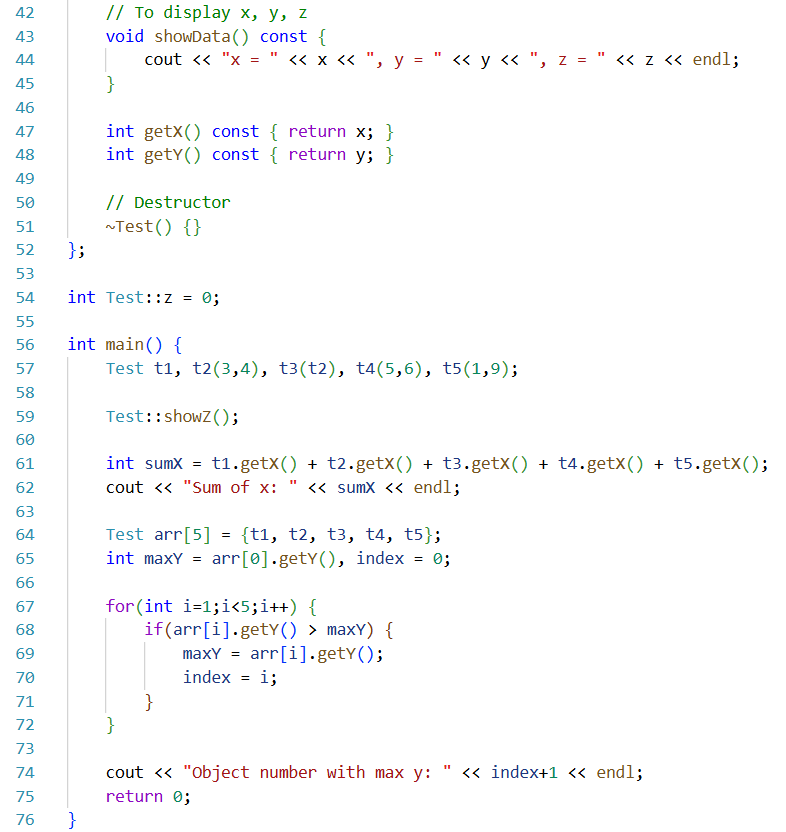 42 // To display x, y, z
43 void showData() const {
44 cout << "x = " << x << ", y = " << y << ", z = " << z << endl;
45 }
46
47 int getX() const { return x; }
48 int getY() const { return y; }
49
50 // Destructor
51 ~Test() {}
52 };
53
54 int Test::z = 0;
55
56 int main() {
57 Test t1, t2(3,4), t3(t2), t4(5,6), t5(1,9);
58
59 Test::showZ();
60
61 int sumX = t1.getX() + t2.getX() + t3.getX() + t4.getX() + t5.getX();
62 cout << "Sum of x: " << sumX << endl;
63
64 Test arr[5] = {t1, t2, t3, t4, t5};
65 int maxY = arr[0].getY(), index = 0;
66
67 for(int i=1;i<5;i++) {
68 if(arr[i].getY() > maxY) {
69 maxY = arr[i].getY();
70 index = i;
71 }
72 }
73
74 cout << "Object number with max y: " << index+1 << endl;
75 return 0;
76 }